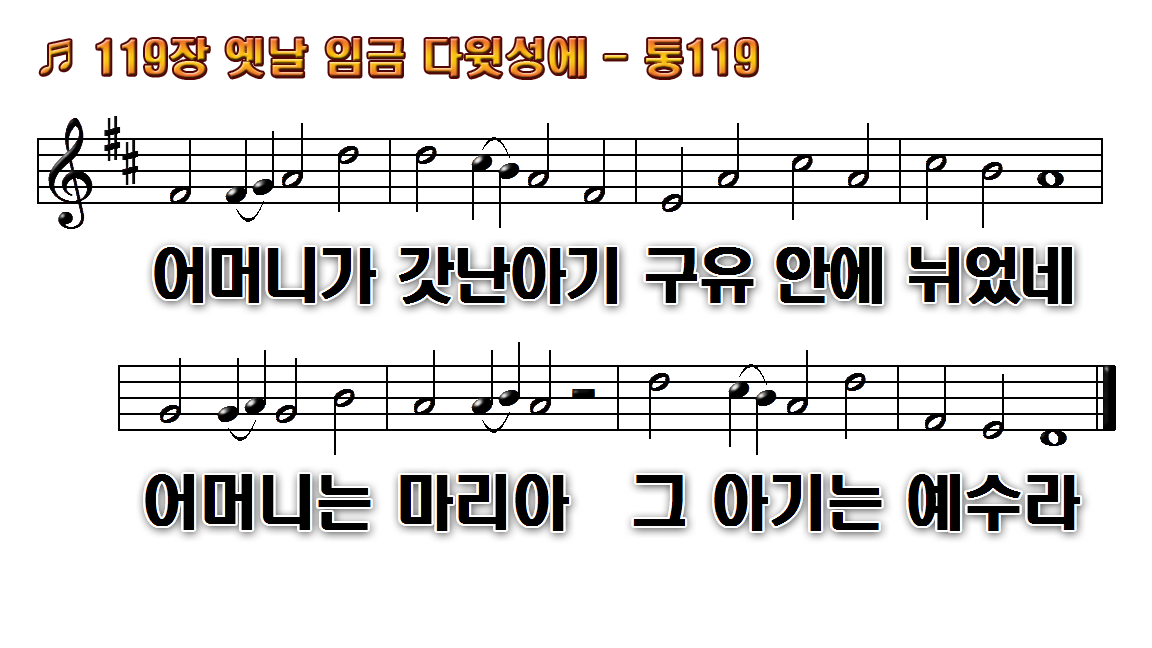 ♬ 119장 옛날 임금 다윗성에 - 통119
어머니가 갓난아기 구유 안에 뉘었네
어머니는 마리아 그 아기는 예수라